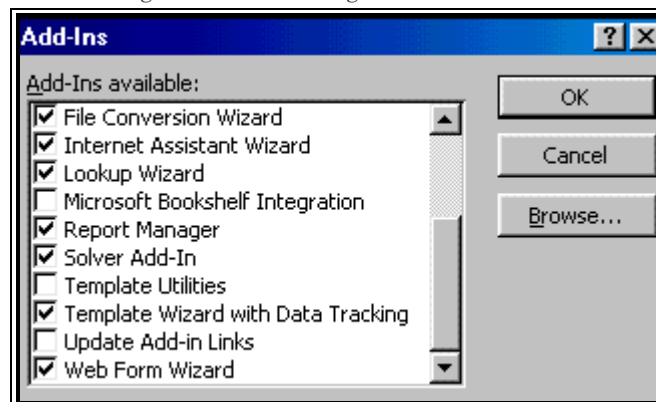 Add-Ins
Add-Ins available:
File Conversion Wizard
Internet Assistant Wizard
Lookup Wizard
Microsoft Bookshelf Integration
Report Manager
Solver Add-In
Template Utilities
Template Wizard with Data Tracking
Update Add-in Links
Web Form Wizard
OK
Cancel
Browse...